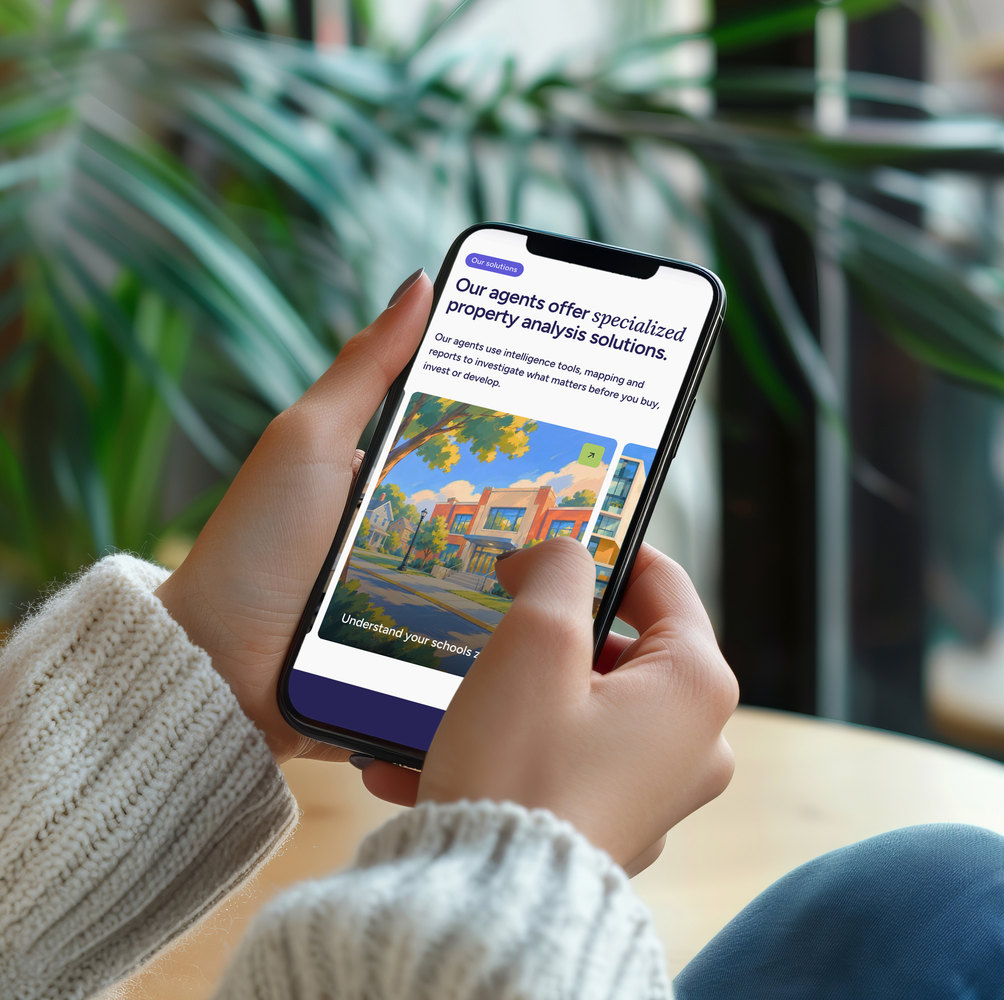 Our solutions
Our agents offer specialized
property analysis solutions.
Our agents use intelligence tools, mapping and
reports to investigate what matters before you buy,
invest or develop.
Understand your schools